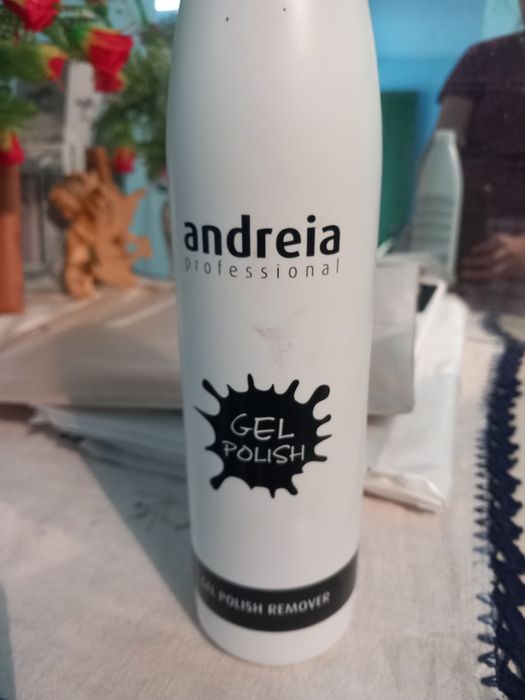 andreia
professional
GEL
POLISH
GEL POLISH REMOVER